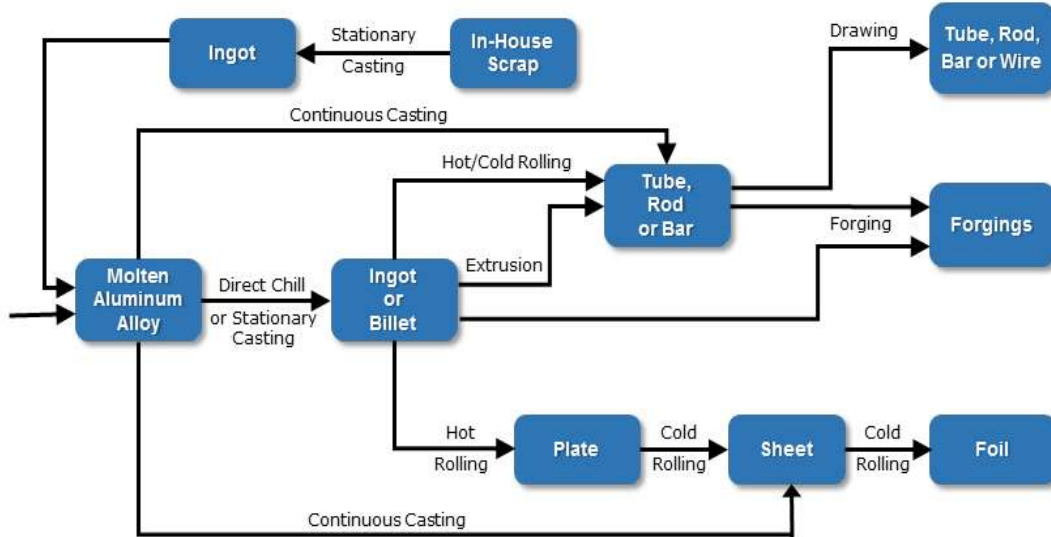 Ingot
Stationary
Casting
In-House
Scrap
Drawing
Tube, Rod,
Bar or Wire
Continuous Casting
Hot/Cold Rolling
Tube,
Rod
or Bar
Forgings
Forging
Extrusion
Molten
Aluminum
Alloy
Direct Chill
or Stationary
Casting
Ingot
or
Billet
Hot
Rolling
Plate
Cold
Rolling
Sheet
Cold
Rolling
Foil
Continuous Casting